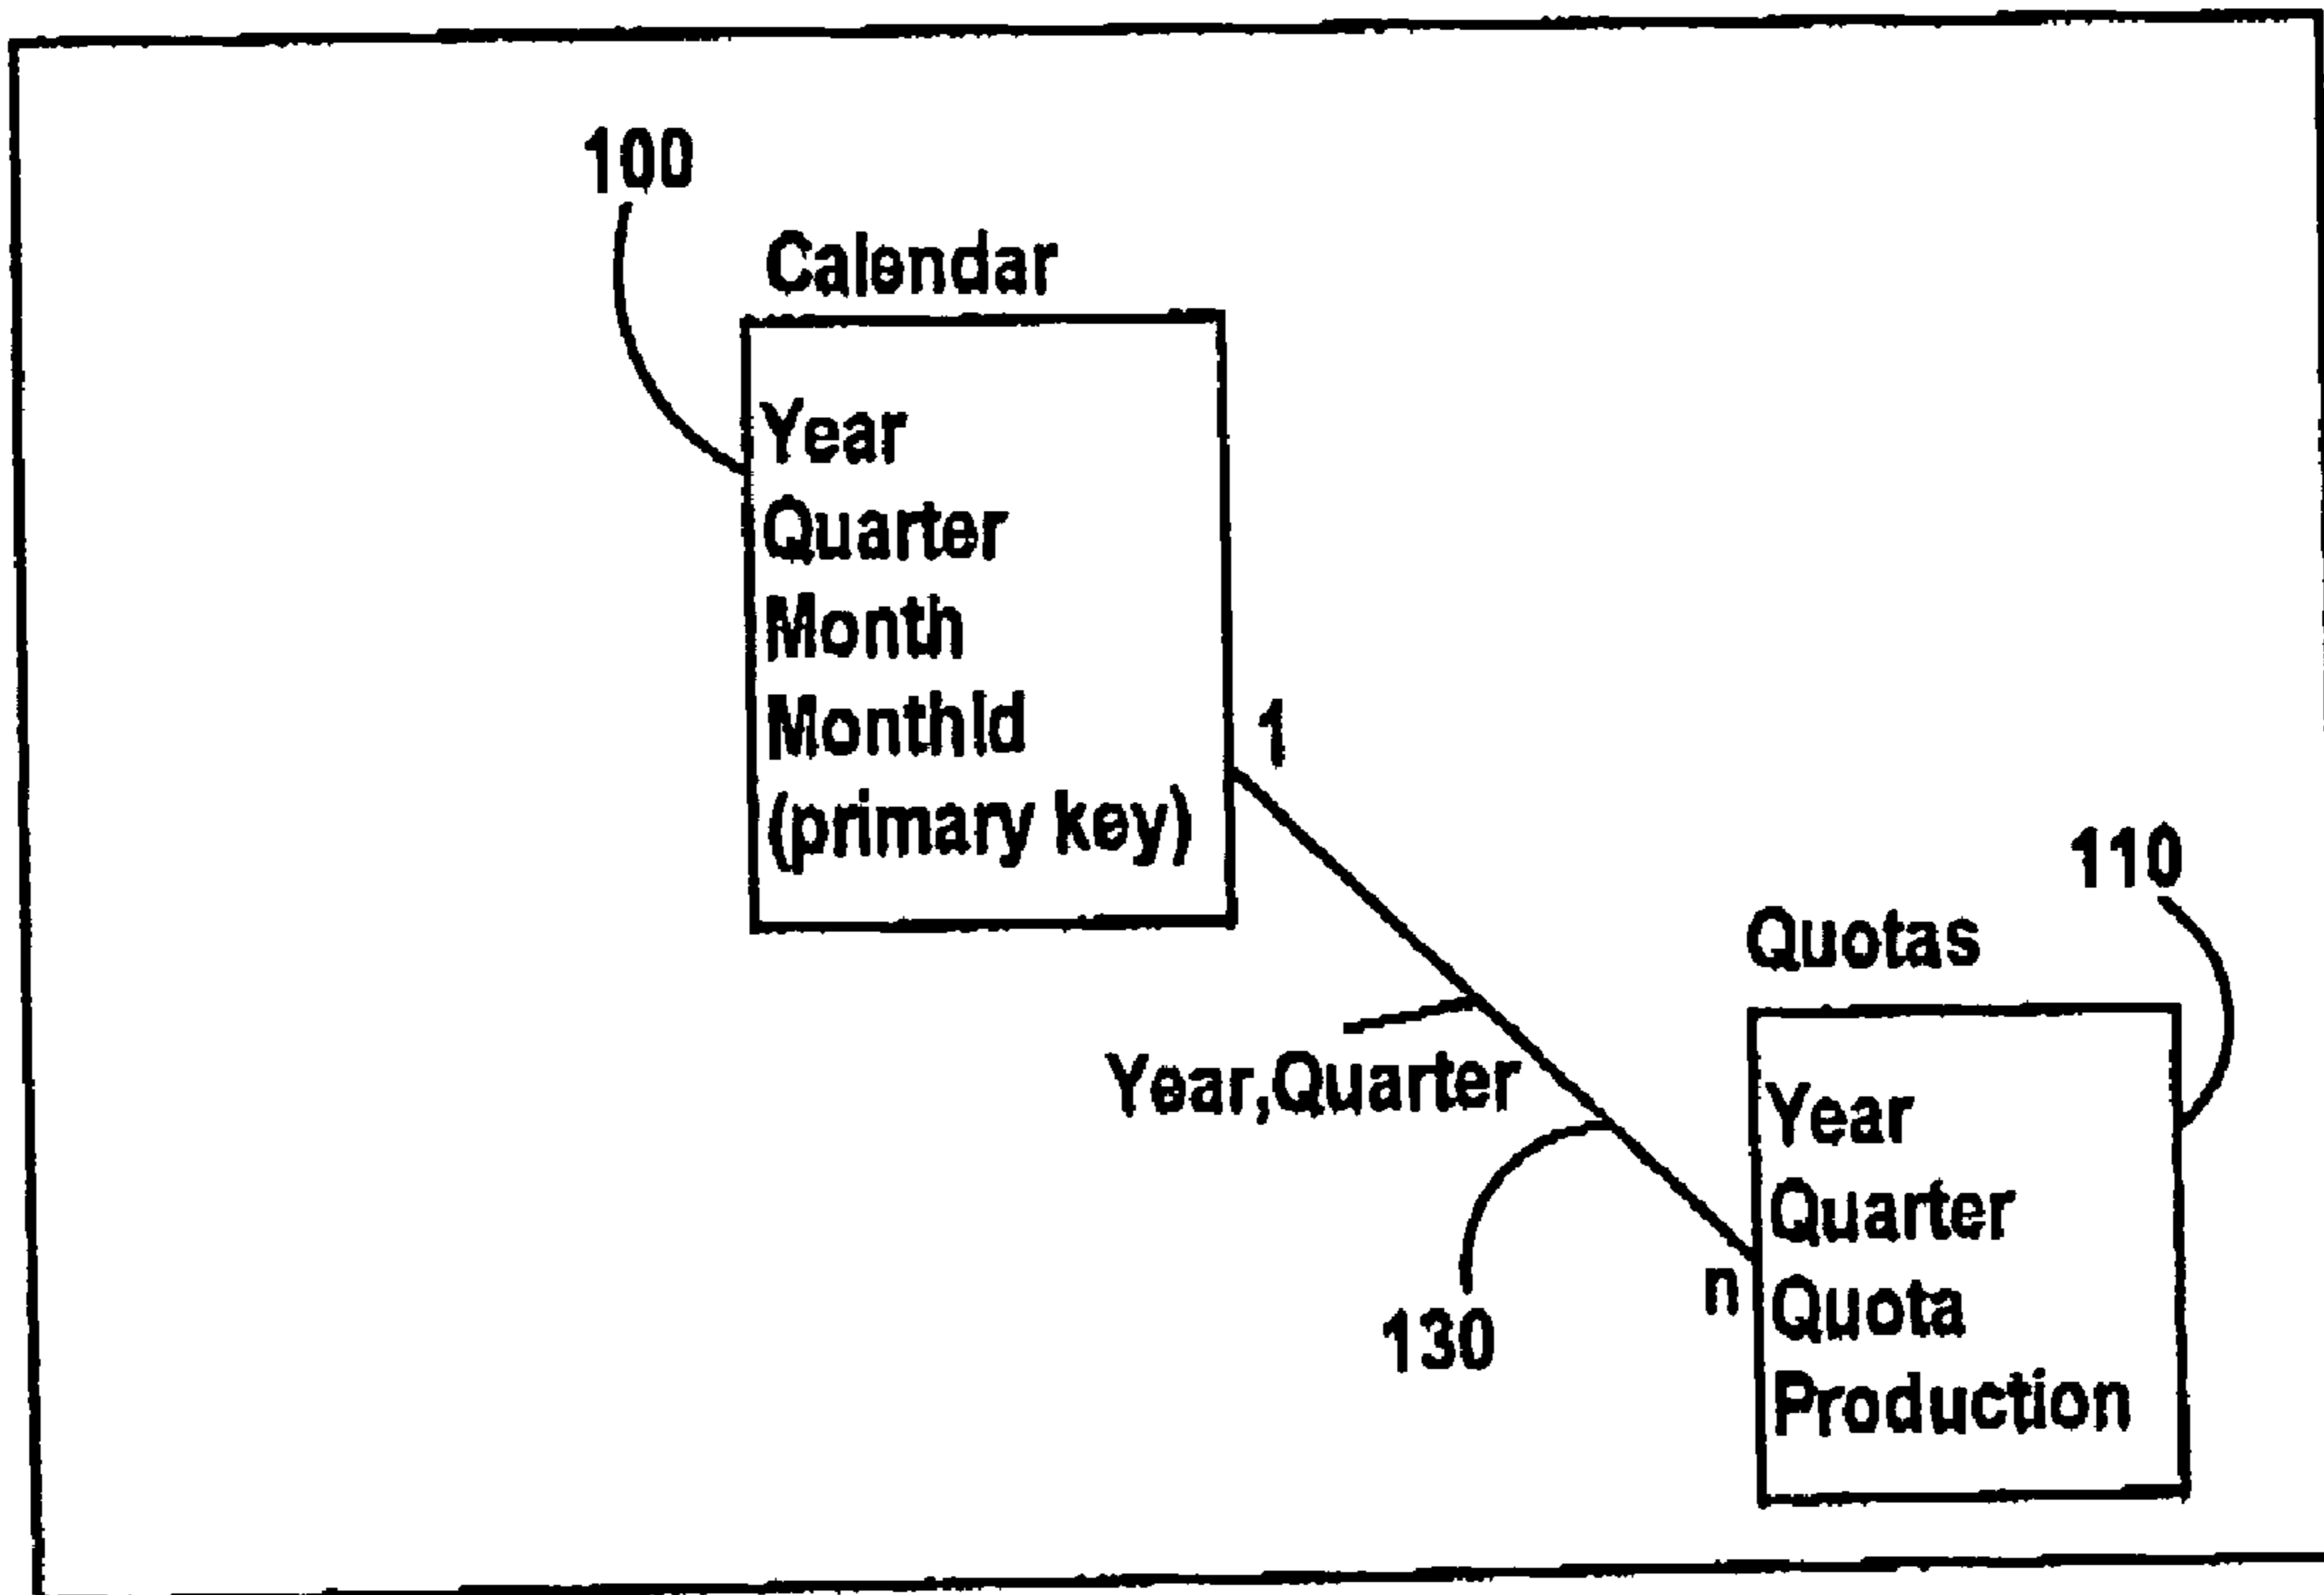 100
Calendar
Year
Quarter
Month
MonthId
(primary key)
1
110
Quotas
Year,Quarter
130
n
Year
Quarter
Quota
Production